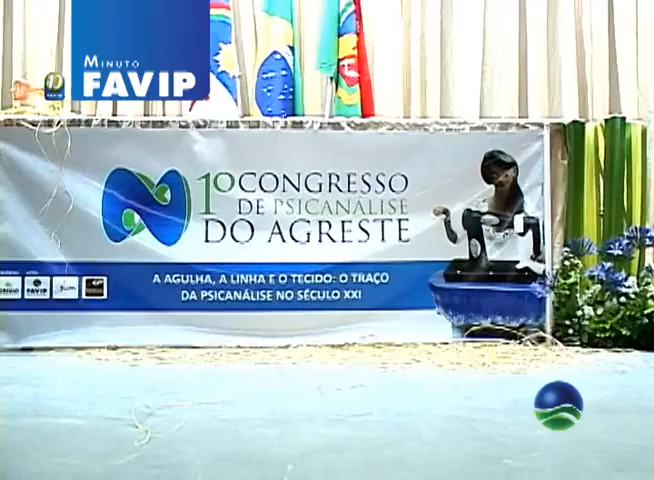 MINUTO
FAVIP
1º CONGRESSO
DE PSICANÁLISE
DO AGRESTE
A AGULHA, A LINHA E O TECIDO: O TRAÇO
DA PSICANÁLISE NO SÉCULO XXI
FAVIP